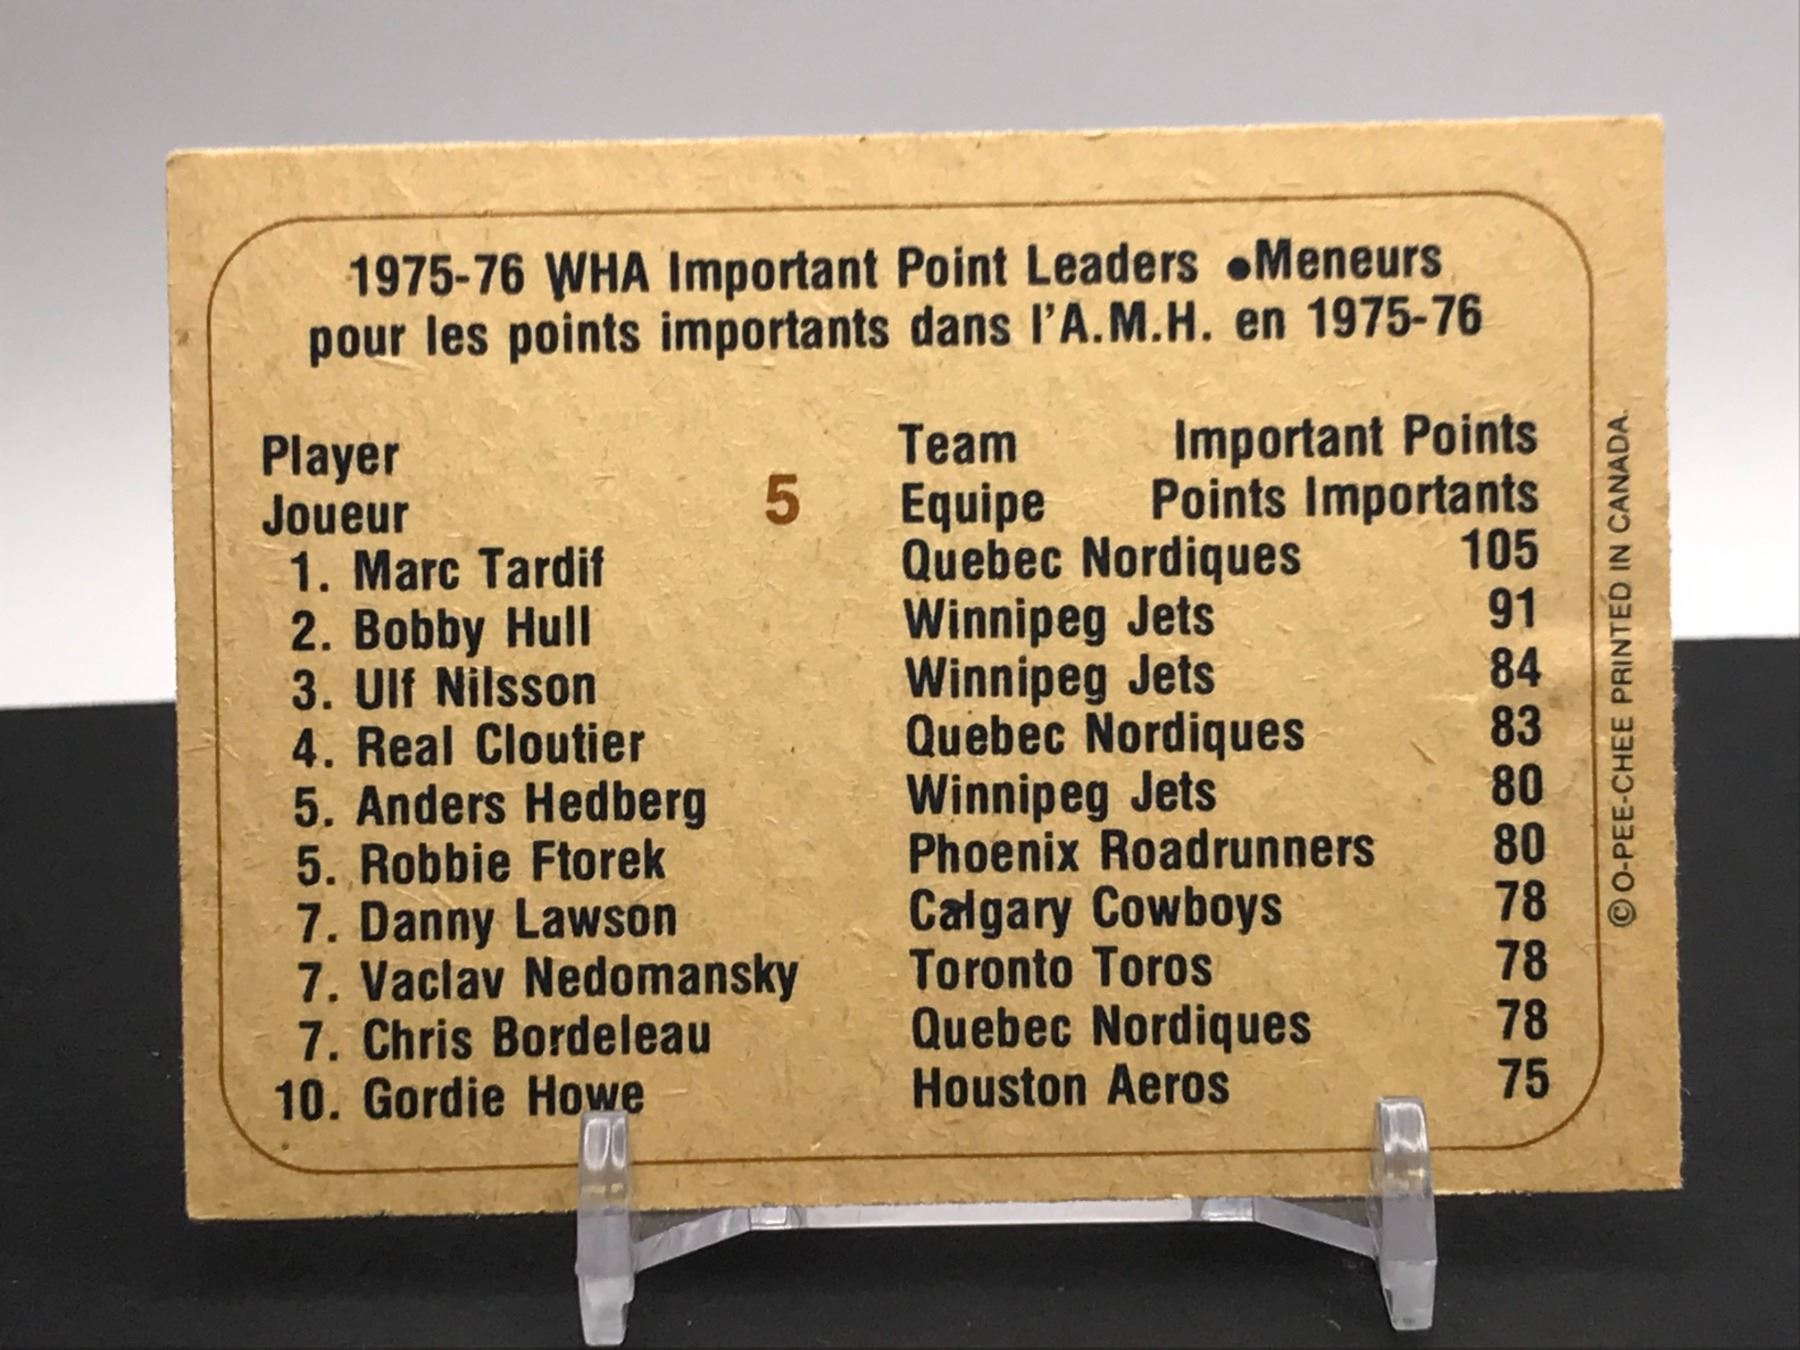 1975-76 WHA Important Point Leaders •Meneurs
pour les points importants dans l'A.M.H. en 1975-76
Player Team Important Points
Joueur 5 Equipe Points Importants
1. Marc Tardif Quebec Nordiques 105
2. Bobby Hull Winnipeg Jets 91
3. Ulf Nilsson Winnipeg Jets 84
4. Real Cloutier Quebec Nordiques 83
5. Anders Hedberg Winnipeg Jets 80
5. Robbie Ftorek Phoenix Roadrunners 80
7. Danny Lawson Calgary Cowboys 78
7. Vaclav Nedomansky Toronto Toros 78
7. Chris Bordeleau Quebec Nordiques 78
10. Gordie Howe Houston Aeros 75
© O-PEE-CHEE PRINTED IN CANADA.